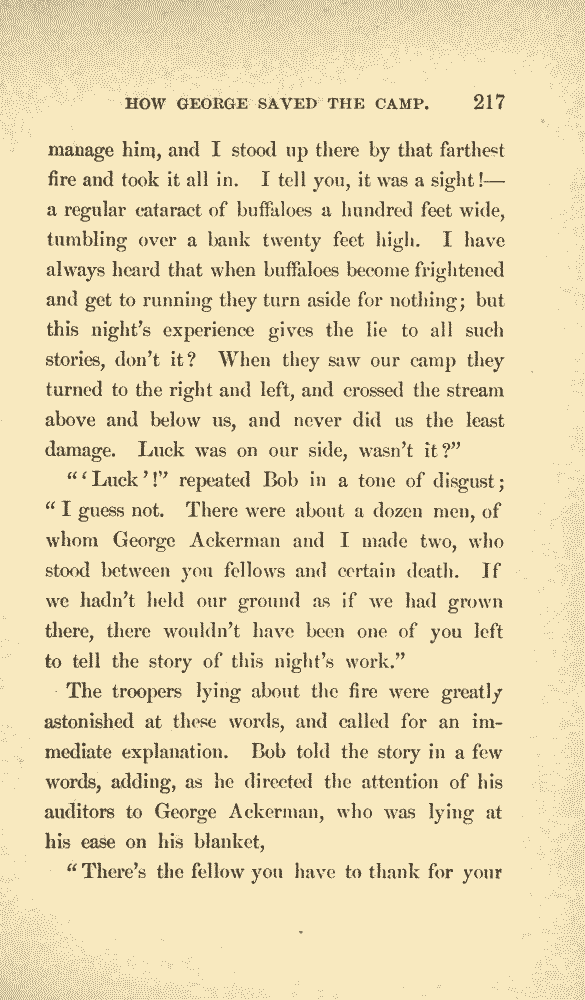 HOW GEORGE SAVED THE CAMP. 217
manage him, and I stood up there by that farthest
fire and took it all in. I tell you, it was a sight!—
a regular cataract of buffaloes a hundred feet wide,
tumbling over a bank twenty feet high. I have
always heard that when buffaloes become frightened
and get to running they turn aside for nothing; but
this night's experience gives the lie to all such
stories, don't it? When they saw our camp they
turned to the right and left, and crossed the stream
above and below us, and never did us the least
damage. Luck was on our side, wasn't it?”
“‘Luck’!” repeated Bob in a tone of disgust;
“I guess not. There were about a dozen men, of
whom George Ackerman and I made two, who
stood between you fellows and certain death. If
we hadn't held our ground as if we had grown
there, there wouldn't have been one of you left
to tell the story of this night's work.”
The troopers lying about the fire were greatly
astonished at these words, and called for an im-
mediate explanation. Bob told the story in a few
words, adding, as he directed the attention of his
auditors to George Ackerman, who was lying at
his ease on his blanket,
“There's the fellow you have to thank for your